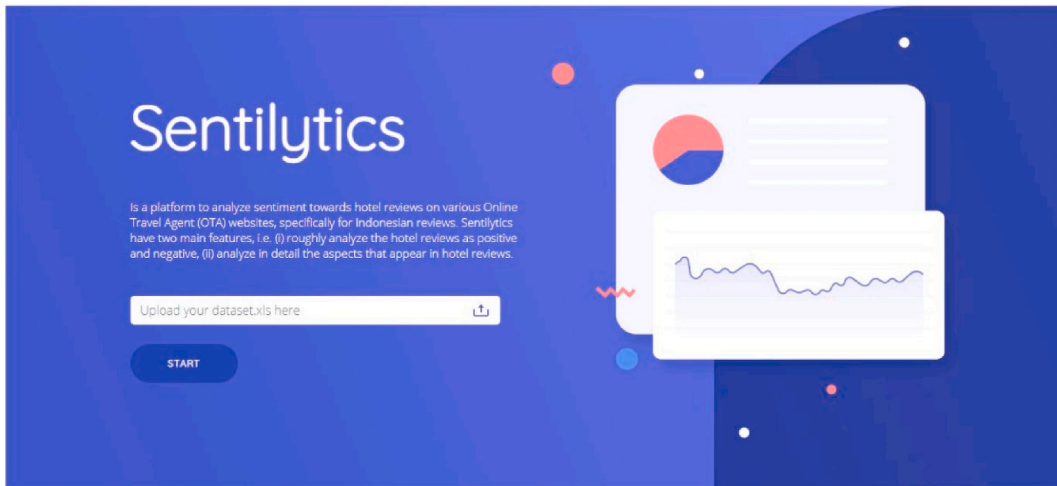 Sentilytics
Is a platform to analyze sentiment towards hotel reviews on various Online
Travel Agent (OTA) websites, specifically for Indonesian reviews. Sentilytics
have two main features, i.e. (i) roughly analyze the hotel reviews as positive
and negative, (ii) analyze in detail the aspects that appear in hotel reviews.
Upload your dataset.xls here
START